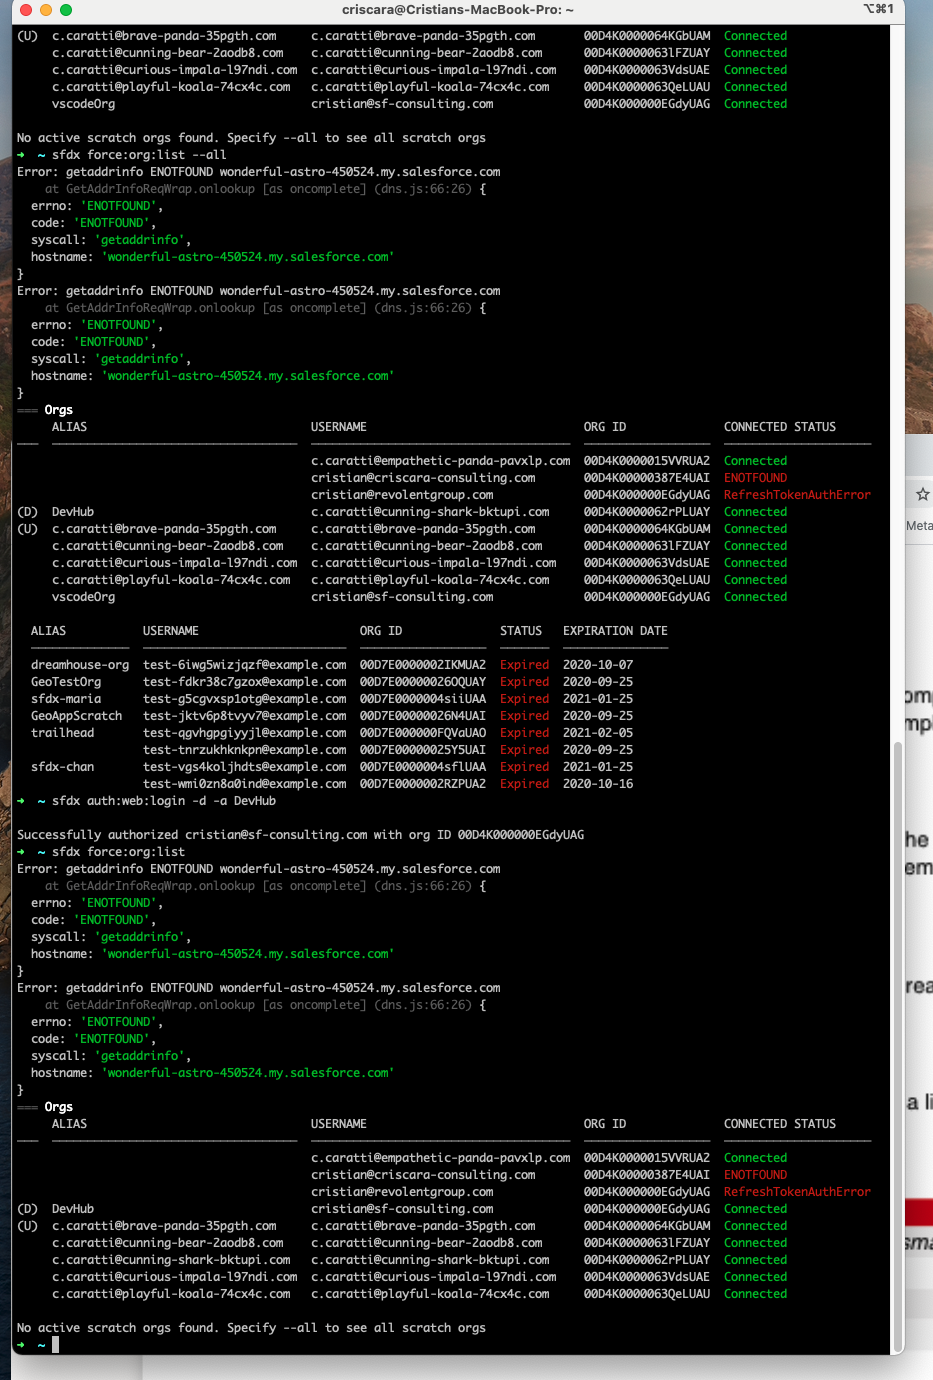 criscara@Cristians-MacBook-Pro: ~ ⌥⌘1
(U) c.caratti@brave-panda-35pgth.com c.caratti@brave-panda-35pgth.com 00D4K0000064KGbUAM Connected
c.caratti@cunning-bear-2aodb8.com c.caratti@cunning-bear-2aodb8.com 00D4K0000063lFZUAY Connected
c.caratti@curious-impala-l97ndi.com c.caratti@curious-impala-l97ndi.com 00D4K0000063VdsUAE Connected
c.caratti@playful-koala-74cx4c.com c.caratti@playful-koala-74cx4c.com 00D4K0000063QeLUAU Connected
vscodeOrg cristian@sf-consulting.com 00D4K000000EGdyUAG Connected
No active scratch orgs found. Specify --all to see all scratch orgs
➜ ~ sfdx force:org:list --all
Error: getaddrinfo ENOTFOUND wonderful-astro-450524.my.salesforce.com
at GetAddrInfoReqWrap.onlookup [as oncomplete] (dns.js:66:26) {
errno: 'ENOTFOUND',
code: 'ENOTFOUND',
syscall: 'getaddrinfo',
hostname: 'wonderful-astro-450524.my.salesforce.com'
}
Error: getaddrinfo ENOTFOUND wonderful-astro-450524.my.salesforce.com
at GetAddrInfoReqWrap.onlookup [as oncomplete] (dns.js:66:26) {
errno: 'ENOTFOUND',
code: 'ENOTFOUND',
syscall: 'getaddrinfo',
hostname: 'wonderful-astro-450524.my.salesforce.com'
}
=== Orgs
ALIAS USERNAME ORG ID CONNECTED STATUS
c.caratti@empathetic-panda-pavxlp.com 00D4K0000015VVRUA2 Connected
cristian@criscara-consulting.com 00D4K00000387E4UAI ENOTFOUND
cristian@revolentgroup.com 00D4K000000EGdyUAG RefreshTokenAuthError
(D) DevHub c.caratti@cunning-shark-bktupi.com 00D4K0000062rPLUAY Connected
(U) c.caratti@brave-panda-35pgth.com c.caratti@brave-panda-35pgth.com 00D4K0000064KGbUAM Connected
c.caratti@cunning-bear-2aodb8.com c.caratti@cunning-bear-2aodb8.com 00D4K0000063lFZUAY Connected
c.caratti@curious-impala-l97ndi.com c.caratti@curious-impala-l97ndi.com 00D4K0000063VdsUAE Connected
c.caratti@playful-koala-74cx4c.com c.caratti@playful-koala-74cx4c.com 00D4K0000063QeLUAU Connected
vscodeOrg cristian@sf-consulting.com 00D4K000000EGdyUAG Connected
ALIAS USERNAME ORG ID STATUS EXPIRATION DATE
dreamhouse-org test-6iwg5wizjqzf@example.com 00D7E0000002IKMUA2 Expired 2020-10-07
GeoTestOrg test-fdkr38c7gzox@example.com 00D7E00000026OQUAY Expired 2020-09-25
sfdx-maria test-g5cgvxsp1otg@example.com 00D7E0000004siiUAA Expired 2021-01-25
GeoAppScratch test-jktv6p8tvyv7@example.com 00D7E00000026N4UAI Expired 2020-09-25
trailhead test-qgvhgpgiyyjl@example.com 00D7E000000FQVaUAO Expired 2021-02-05
test-tnrzukhknkpn@example.com 00D7E00000025Y5UAI Expired 2020-09-25
sfdx-chan test-vgs4koljhdts@example.com 00D7E0000004sflUAA Expired 2021-01-25
test-wmi0zn8a0ind@example.com 00D7E0000002RZPUA2 Expired 2020-10-16
➜ ~ sfdx auth:web:login -d -a DevHub
Successfully authorized cristian@sf-consulting.com with org ID 00D4K000000EGdyUAG
➜ ~ sfdx force:org:list
Error: getaddrinfo ENOTFOUND wonderful-astro-450524.my.salesforce.com
at GetAddrInfoReqWrap.onlookup [as oncomplete] (dns.js:66:26) {
errno: 'ENOTFOUND',
code: 'ENOTFOUND',
syscall: 'getaddrinfo',
hostname: 'wonderful-astro-450524.my.salesforce.com'
}
Error: getaddrinfo ENOTFOUND wonderful-astro-450524.my.salesforce.com
at GetAddrInfoReqWrap.onlookup [as oncomplete] (dns.js:66:26) {
errno: 'ENOTFOUND',
code: 'ENOTFOUND',
syscall: 'getaddrinfo',
hostname: 'wonderful-astro-450524.my.salesforce.com'
}
=== Orgs
ALIAS USERNAME ORG ID CONNECTED STATUS
c.caratti@empathetic-panda-pavxlp.com 00D4K0000015VVRUA2 Connected
cristian@criscara-consulting.com 00D4K00000387E4UAI ENOTFOUND
cristian@revolentgroup.com 00D4K000000EGdyUAG RefreshTokenAuthError
(D) DevHub cristian@sf-consulting.com 00D4K000000EGdyUAG Connected
(U) c.caratti@brave-panda-35pgth.com c.caratti@brave-panda-35pgth.com 00D4K0000064KGbUAM Connected
c.caratti@cunning-bear-2aodb8.com c.caratti@cunning-bear-2aodb8.com 00D4K0000063lFZUAY Connected
c.caratti@cunning-shark-bktupi.com c.caratti@cunning-shark-bktupi.com 00D4K0000062rPLUAY Connected
c.caratti@curious-impala-l97ndi.com c.caratti@curious-impala-l97ndi.com 00D4K0000063VdsUAE Connected
c.caratti@playful-koala-74cx4c.com c.caratti@playful-koala-74cx4c.com 00D4K0000063QeLUAU Connected
No active scratch orgs found. Specify --all to see all scratch orgs
➜ ~
Meta